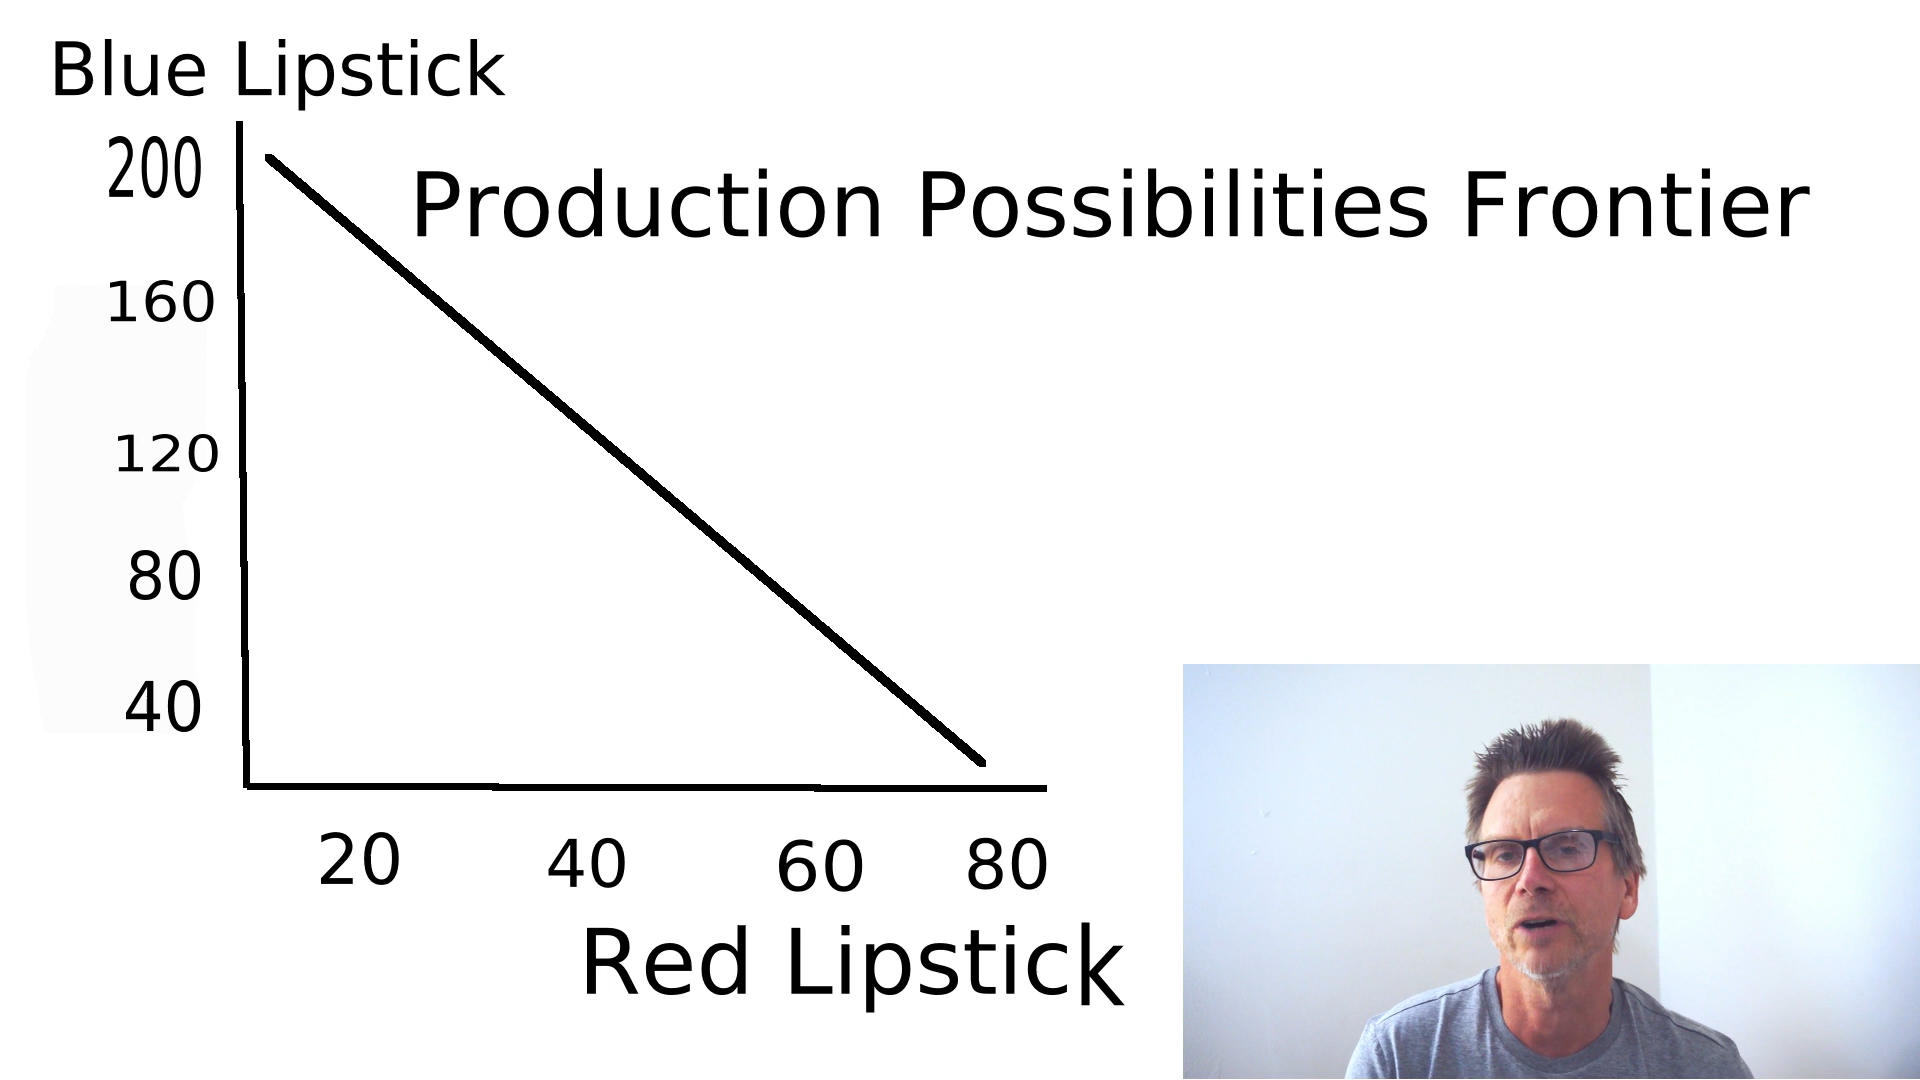 Blue Lipstick
200
Production Possibilities Frontier
160
120
80
40
20 40 60 80
Red Lipstick